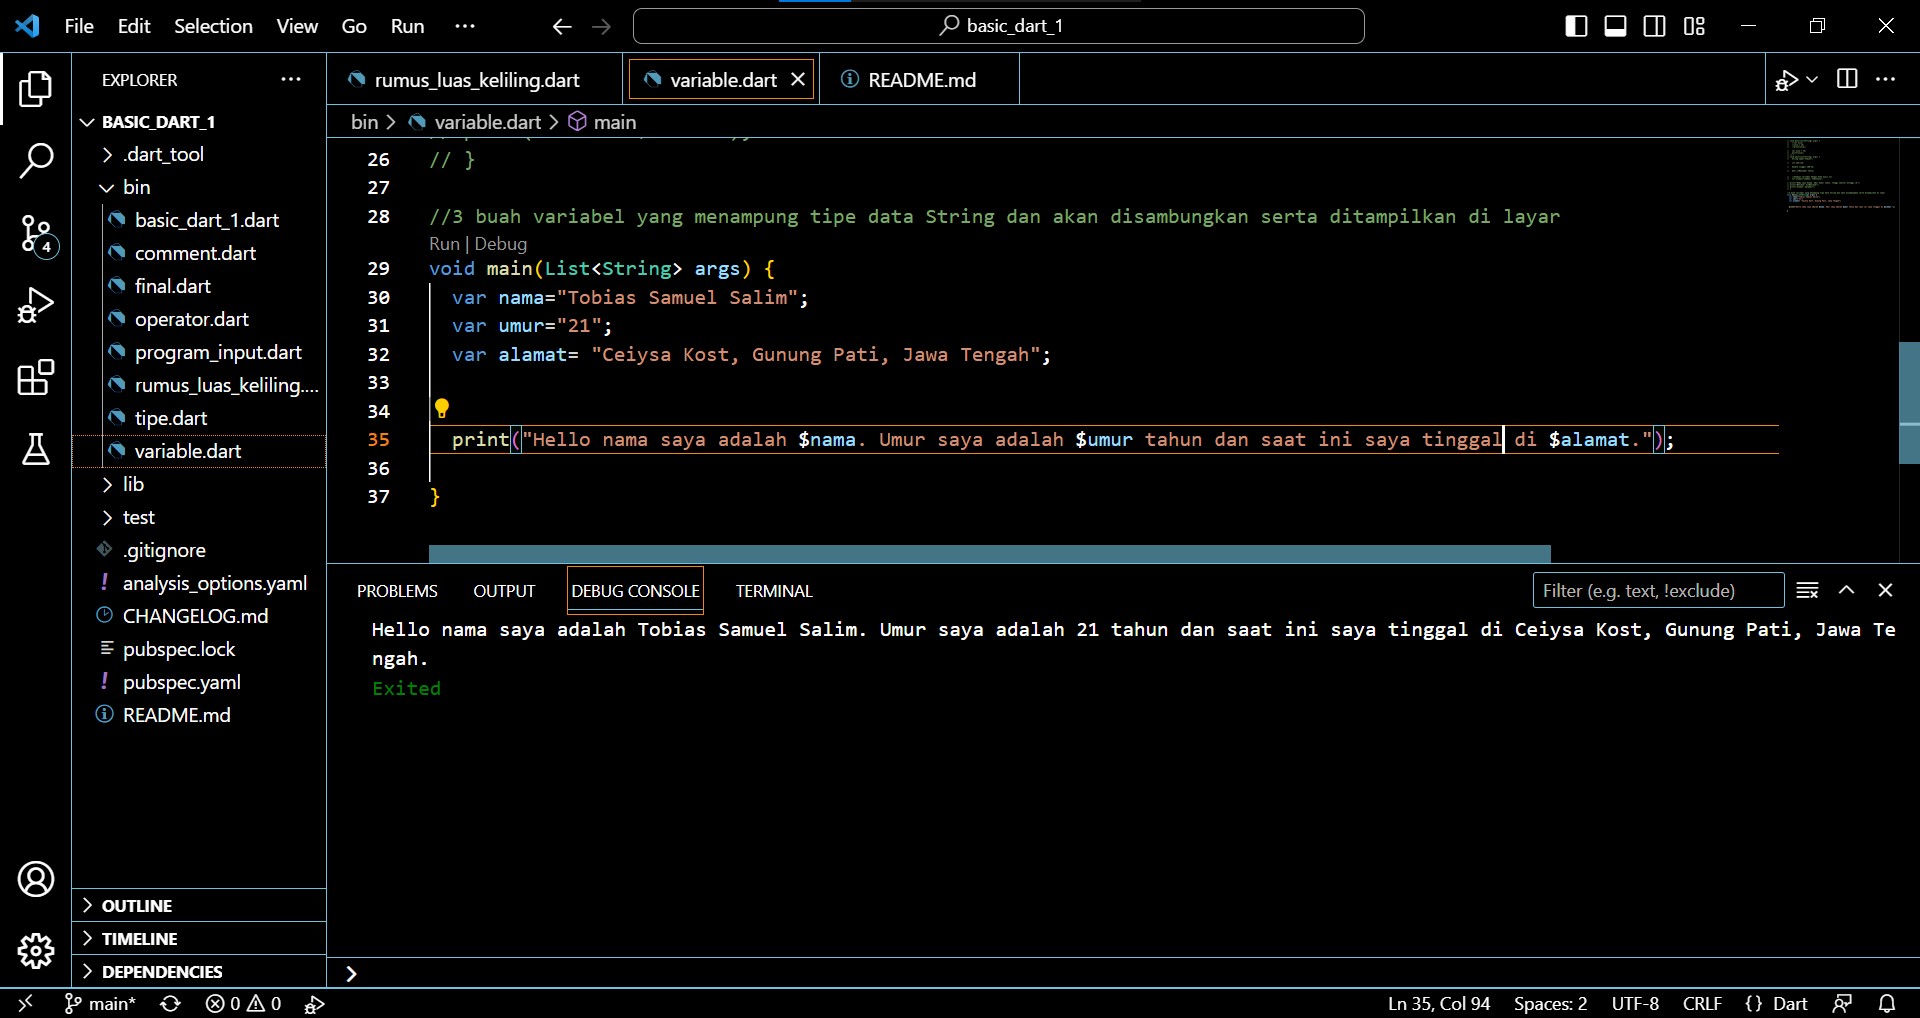 File Edit Selection View Go Run ··· basic_dart_1
EXPLORER ···
BASIC_DART_1
.dart_tool
bin
basic_dart_1.dart
comment.dart
final.dart
operator.dart
program_input.dart
rumus_luas_keliling....
tipe.dart
variable.dart
lib
test
.gitignore
analysis_options.yaml
CHANGELOG.md
pubspec.lock
pubspec.yaml
README.md
OUTLINE
TIMELINE
DEPENDENCIES
4
rumus_luas_keliling.dart variable.dart README.md
bin > variable.dart > main
26 // }
27
28 //3 buah variabel yang menampung tipe data String dan akan disambungkan serta ditampilkan di layar
Run | Debug
29 void main(List<String> args) {
30 var nama="Tobias Samuel Salim";
31 var umur="21";
32 var alamat= "Ceiysa Kost, Gunung Pati, Jawa Tengah";
33
34
35 print("Hello nama saya adalah $nama. Umur saya adalah $umur tahun dan saat ini saya tinggal di $alamat.");
36
37 }
PROBLEMS OUTPUT DEBUG CONSOLE TERMINAL Filter (e.g. text, !exclude)
Hello nama saya adalah Tobias Samuel Salim. Umur saya adalah 21 tahun dan saat ini saya tinggal di Ceiysa Kost, Gunung Pati, Jawa Te
ngah.
Exited
main* 0 0 Ln 35, Col 94 Spaces: 2 UTF-8 CRLF {} Dart